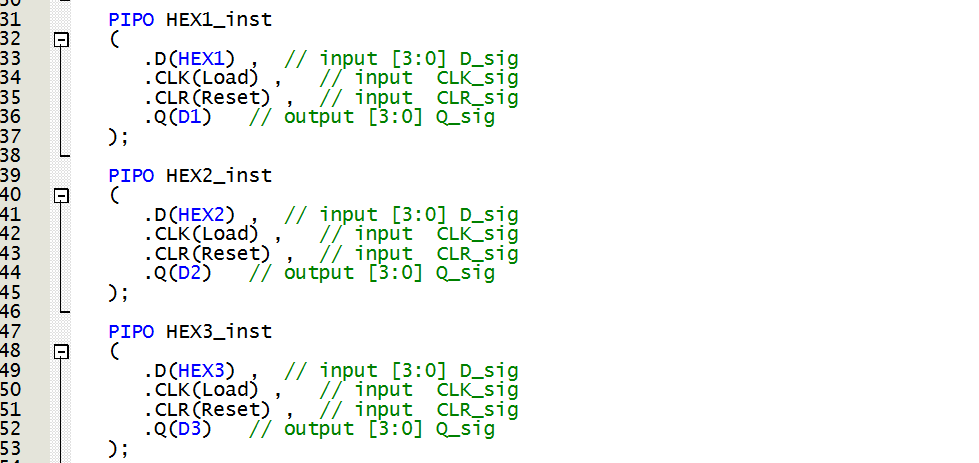 31 PIPO HEX1_inst
32 (
33 .D(HEX1) , // input [3:0] D_sig
34 .CLK(Load) , // input CLK_sig
35 .CLR(Reset) , // input CLR_sig
36 .Q(D1) // output [3:0] Q_sig
37 );
38
39 PIPO HEX2_inst
40 (
41 .D(HEX2) , // input [3:0] D_sig
42 .CLK(Load) , // input CLK_sig
43 .CLR(Reset) , // input CLR_sig
44 .Q(D2) // output [3:0] Q_sig
45 );
46
47 PIPO HEX3_inst
48 (
49 .D(HEX3) , // input [3:0] D_sig
50 .CLK(Load) , // input CLK_sig
51 .CLR(Reset) , // input CLR_sig
52 .Q(D3) // output [3:0] Q_sig
53 );